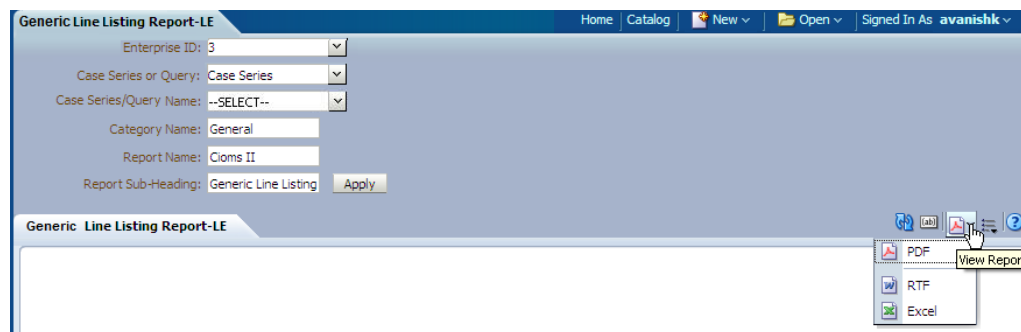 Generic Line Listing Report-LE Home Catalog New Open Signed In As avanishk
Enterprise ID: 3
Case Series or Query: Case Series
Case Series/Query Name: --SELECT--
Category Name: General
Report Name: Cioms II
Report Sub-Heading: Generic Line Listing Apply
Generic Line Listing Report-LE
PDF
View Repor
RTF
Excel